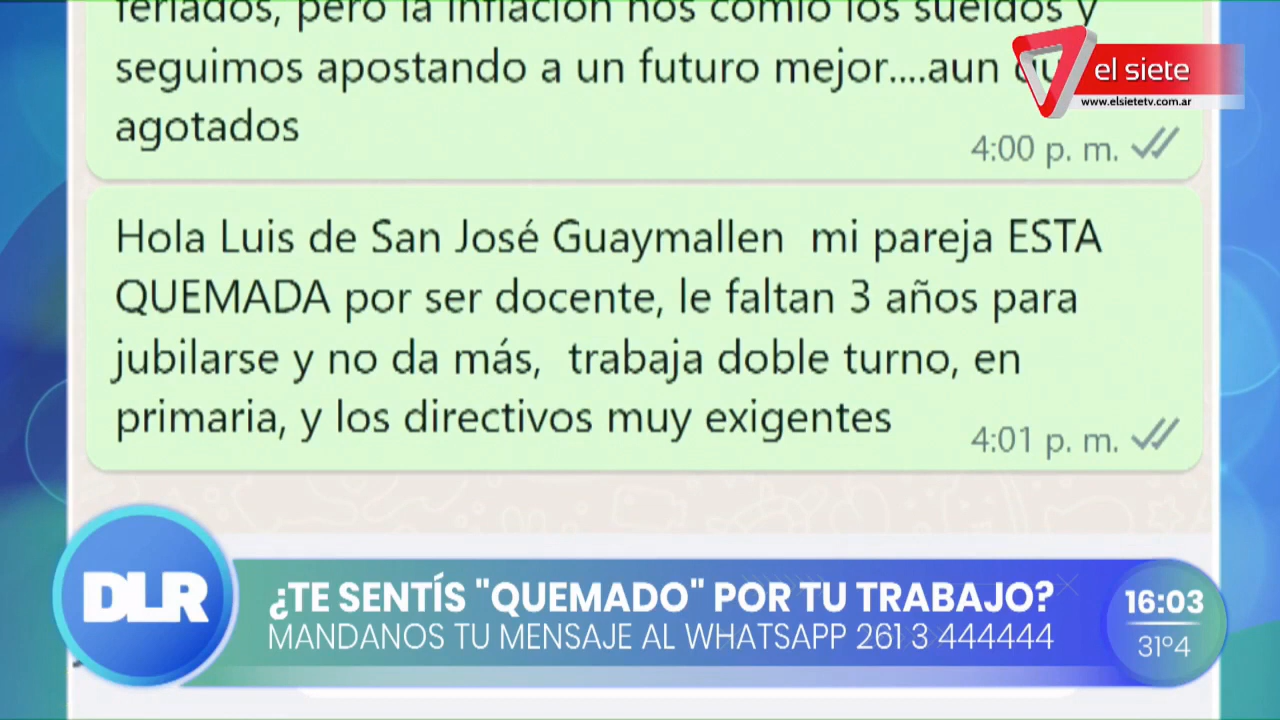 feriados, pero la inflación nos comió los sueldos y
seguimos apostando a un futuro mejor....aun qu
agotados
4:00 p. m.
el siete
www.elsietetv.com.ar
Hola Luis de San José Guaymallen mi pareja ESTA
QUEMADA por ser docente, le faltan 3 años para
jubilarse y no da más, trabaja doble turno, en
primaria, y los directivos muy exigentes
4:01 p. m.
DLR
¿TE SENTÍS "QUEMADO" POR TU TRABAJO?
MANDANOS TU MENSAJE AL WHATSAPP 261 3 444444
16:03
31º4